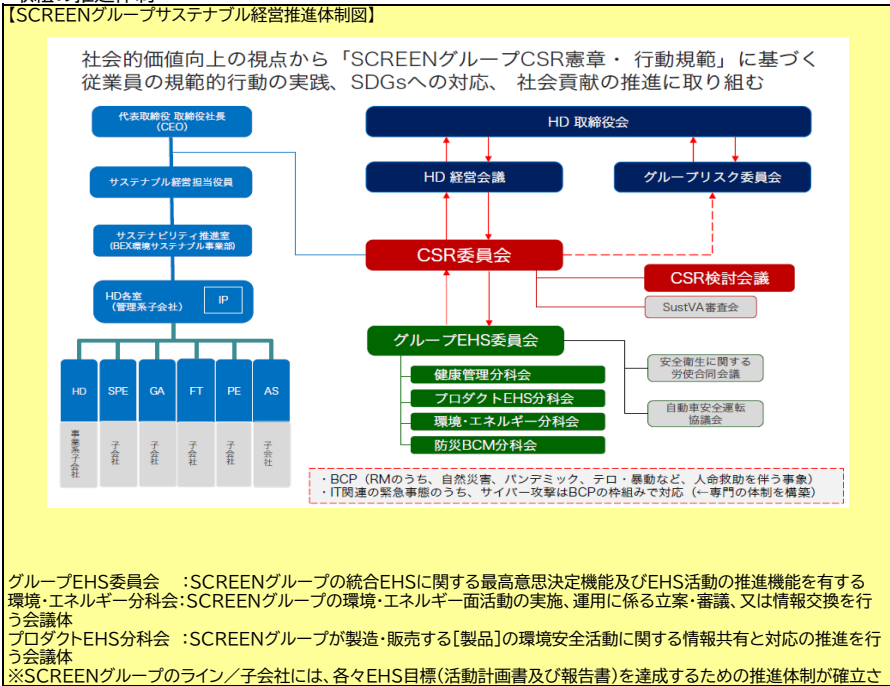 【SCREENグループサステナブル経営推進体制図】
社会的価値向上の視点から「SCREENグループCSR憲章・ 行動規範」に基づく
従業員の規範的行動の実践、SDGsへの対応、 社会貢献の推進に取り組む
代表取締役 取締役社長
(CEO)
サステナブル経営担当役員
サステナビリティ推進室
(BEX環境サステナブル事業部)
HD各室
(管理系子会社)
IP
HD
SPE
GA
FT
PE
AS
事業系子会社
子会社
子会社
子会社
子会社
子会社
HD 取締役会
HD 経営会議
グループリスク委員会
CSR委員会
CSR検討会議
SustVA審査会
グループEHS委員会
健康管理分科会
プロダクトEHS分科会
環境・エネルギー分科会
防災BCM分科会
安全衛生に関する
労使合同会議
自動車安全運転
協議会
・BCP（RMのうち、自然災害、パンデミック、テロ・暴動など、人命救助を伴う事象）
・IT関連の緊急事態のうち、サイバー攻撃はBCPの枠組みで対応（←専門の体制を構築）
グループEHS委員会　：SCREENグループの統合EHSに関する最高意思決定機能及びEHS活動の推進機能を有する
環境・エネルギー分科会：SCREENグループの環境・エネルギー面活動の実施、運用に係る立案・審議、又は情報交換を行
う会議体
プロダクトEHS分科会　：SCREENグループが製造・販売する[製品]の環境安全活動に関する情報共有と対応の推進を行
う会議体
※SCREENグループのライン／子会社には、各々EHS目標(活動計画書及び報告書)を達成するための推進体制が確立さ